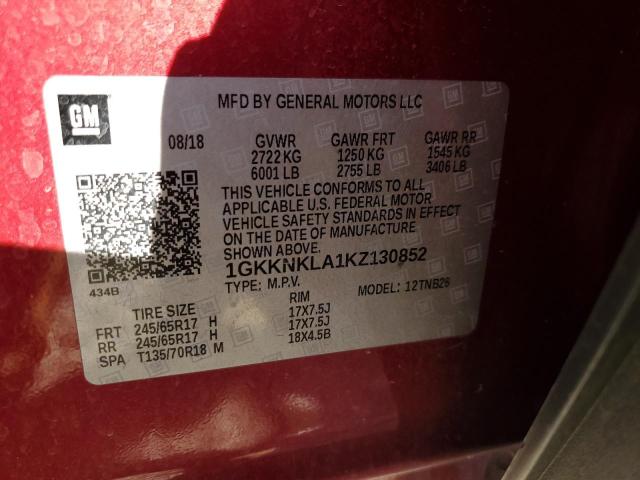 GM
MFD BY GENERAL MOTORS LLC
08/18 GVWR GAWR FRT GAWR RR
2722 KG 1250 KG 1545 KG
6001 LB 2755 LB 3406 LB
THIS VEHICLE CONFORMS TO ALL
APPLICABLE U.S. FEDERAL MOTOR
VEHICLE SAFETY STANDARDS IN EFFECT
ON THE DATE OF MANUFACTURE
SHOWN ABOVE.
1GKKNKLA1KZ130852
434B TYPE: M.P.V. MODEL: 12TNB26
TIRE SIZE RIM
FRT 245/65R17 H 17X7.5J
RR 245/65R17 H 17X7.5J
SPA T135/70R18 M 18X4.5B